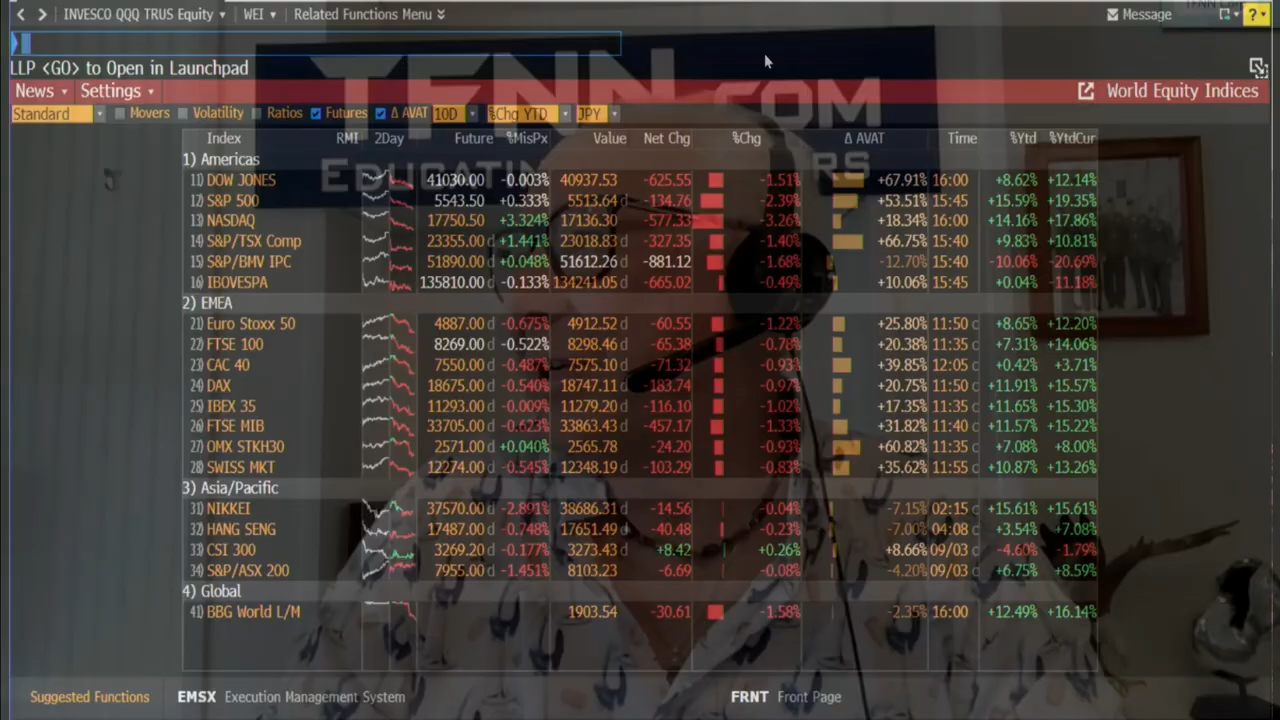 INVESCO QQQ TRUS Equity WEI Related Functions Menu Message ?
LLP <GO> to Open in Launchpad
News Settings World Equity Indices
Standard Movers Volatility Ratios Futures Δ AVAT 10D %Chg YTD JPY
Index RMI 2Day Future %MisPx Value Net Chg %Chg Δ AVAT Time %Ytd %YtdCur
1) Americas
11) DOW JONES 41030.00 -0.003% 40937.53 -625.55 -1.51% +67.91% 16:00 +8.62% +12.14%
12) S&P 500 5543.50 +0.333% 5513.64 d -134.76 -2.39% +53.51% 15:45 +15.59% +19.35%
13) NASDAQ 17750.50 +3.324% 17136.30 -577.33 -3.26% +18.34% 16:00 +14.16% +17.86%
14) S&P/TSX Comp 23355.00 d +1.441% 23018.83 d -327.35 -1.40% +66.75% 15:40 +9.83% +10.81%
15) S&P/BMV IPC 51890.00 d +0.048% 51612.26 d -881.12 -1.68% -12.70% 15:40 -10.06% -20.69%
16) IBOVESPA 135810.00 d -0.133% 134241.05 d -665.02 -0.49% +10.06% 15:45 +0.04% -11.18%
2) EMEA
21) Euro Stoxx 50 4887.00 d -0.675% 4912.52 d -60.55 -1.22% +25.80% 11:50 c +8.65% +12.20%
22) FTSE 100 8269.00 d -0.522% 8298.46 d -65.38 -0.78% +20.38% 11:35 c +7.31% +14.06%
23) CAC 40 7550.00 d -0.487% 7575.10 d -71.32 -0.93% +39.85% 12:05 c +0.42% +3.71%
24) DAX 18675.00 d -0.540% 18747.11 d -183.74 -0.97% +20.75% 11:50 c +11.91% +15.57%
25) IBEX 35 11293.00 d -0.009% 11279.20 d -116.10 -1.02% +17.35% 11:35 c +11.65% +15.30%
26) FTSE MIB 33705.00 d -0.623% 33863.43 d -457.17 -1.33% +31.82% 11:40 c +11.57% +15.22%
27) OMX STKH30 2571.00 d +0.040% 2565.78 -24.20 -0.93% +60.82% 11:35 c +7.08% +8.00%
28) SWISS MKT 12274.00 d -0.545% 12348.19 d -103.29 -0.83% +35.62% 11:55 c +10.87% +13.26%
3) Asia/Pacific
31) NIKKEI 37570.00 d -2.891% 38686.31 d -14.56 -0.04% -7.15% 02:15 c +15.61% +15.61%
32) HANG SENG 17487.00 d -0.748% 17651.49 d -40.48 -0.23% -7.00% 04:08 c +3.54% +7.08%
33) CSI 300 3269.20 d -0.177% 3273.43 d +8.42 +0.26% +8.66% 09/03 c -4.60% -1.79%
34) S&P/ASX 200 7955.00 d -1.451% 8103.23 -6.69 -0.08% -4.20% 09/03 c +6.75% +8.59%
4) Global
41) BBG World L/M 1903.54 -30.61 -1.58% -2.35% 16:00 +12.49% +16.14%
Suggested Functions EMSX Execution Management System FRNT Front Page
TFNN.COM